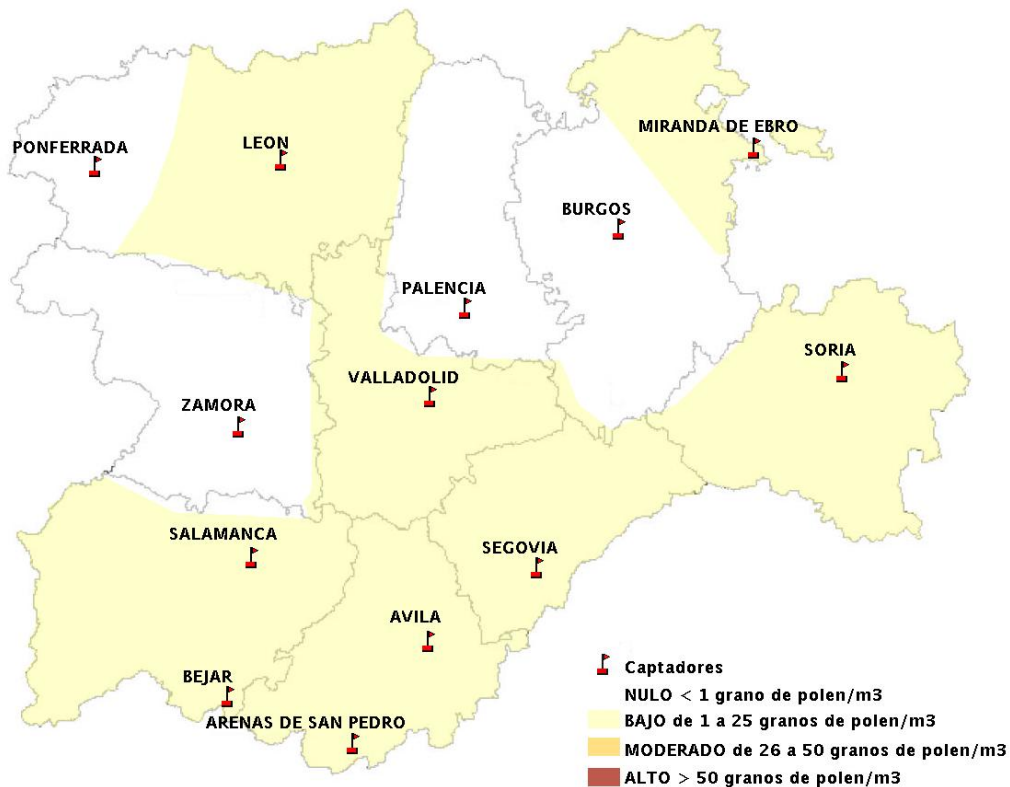 MIRANDA DE EBRO
PONFERRADA
LEON
BURGOS
PALENCIA
SORIA
VALLADOLID
ZAMORA
SALAMANCA
SEGOVIA
AVILA
BEJAR
ARENAS DE SAN PEDRO
Captadores
NULO < 1 grano de polen/m3
BAJO de 1 a 25 granos de polen/m3
MODERADO de 26 a 50 granos de polen/m3
ALTO > 50 granos de polen/m3